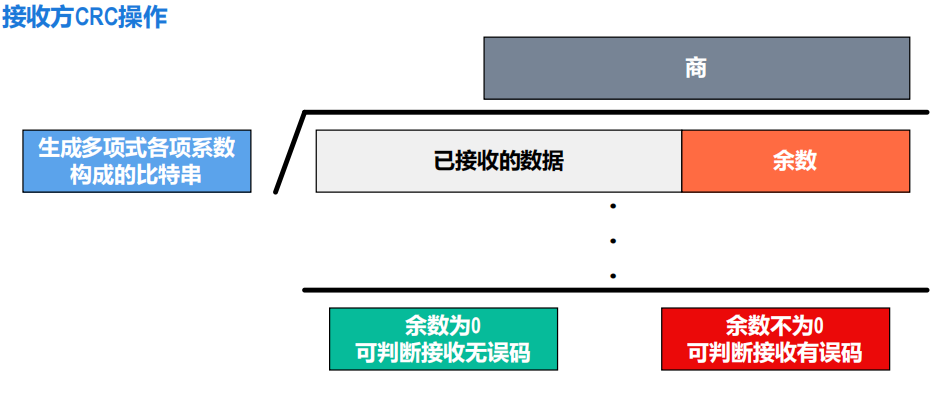 接收方CRC操作
商
生成多项式各项系数
构成的比特串
已接收的数据
余数
余数为0
可判断接收无误码
余数不为0
可判断接收有误码